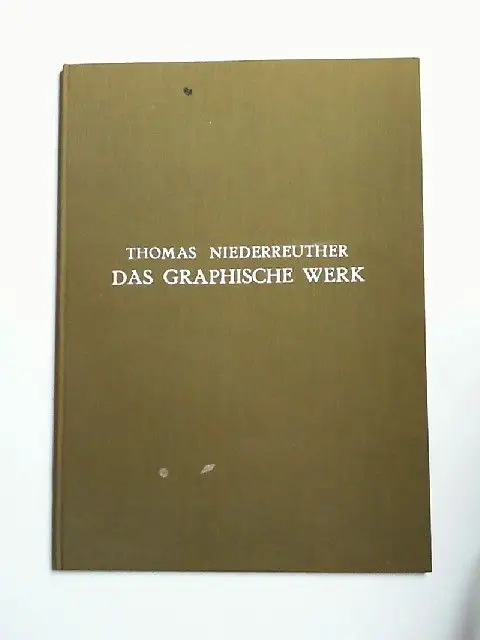 THOMAS NIEDERREUTHER
DAS GRAPHISCHE WERK